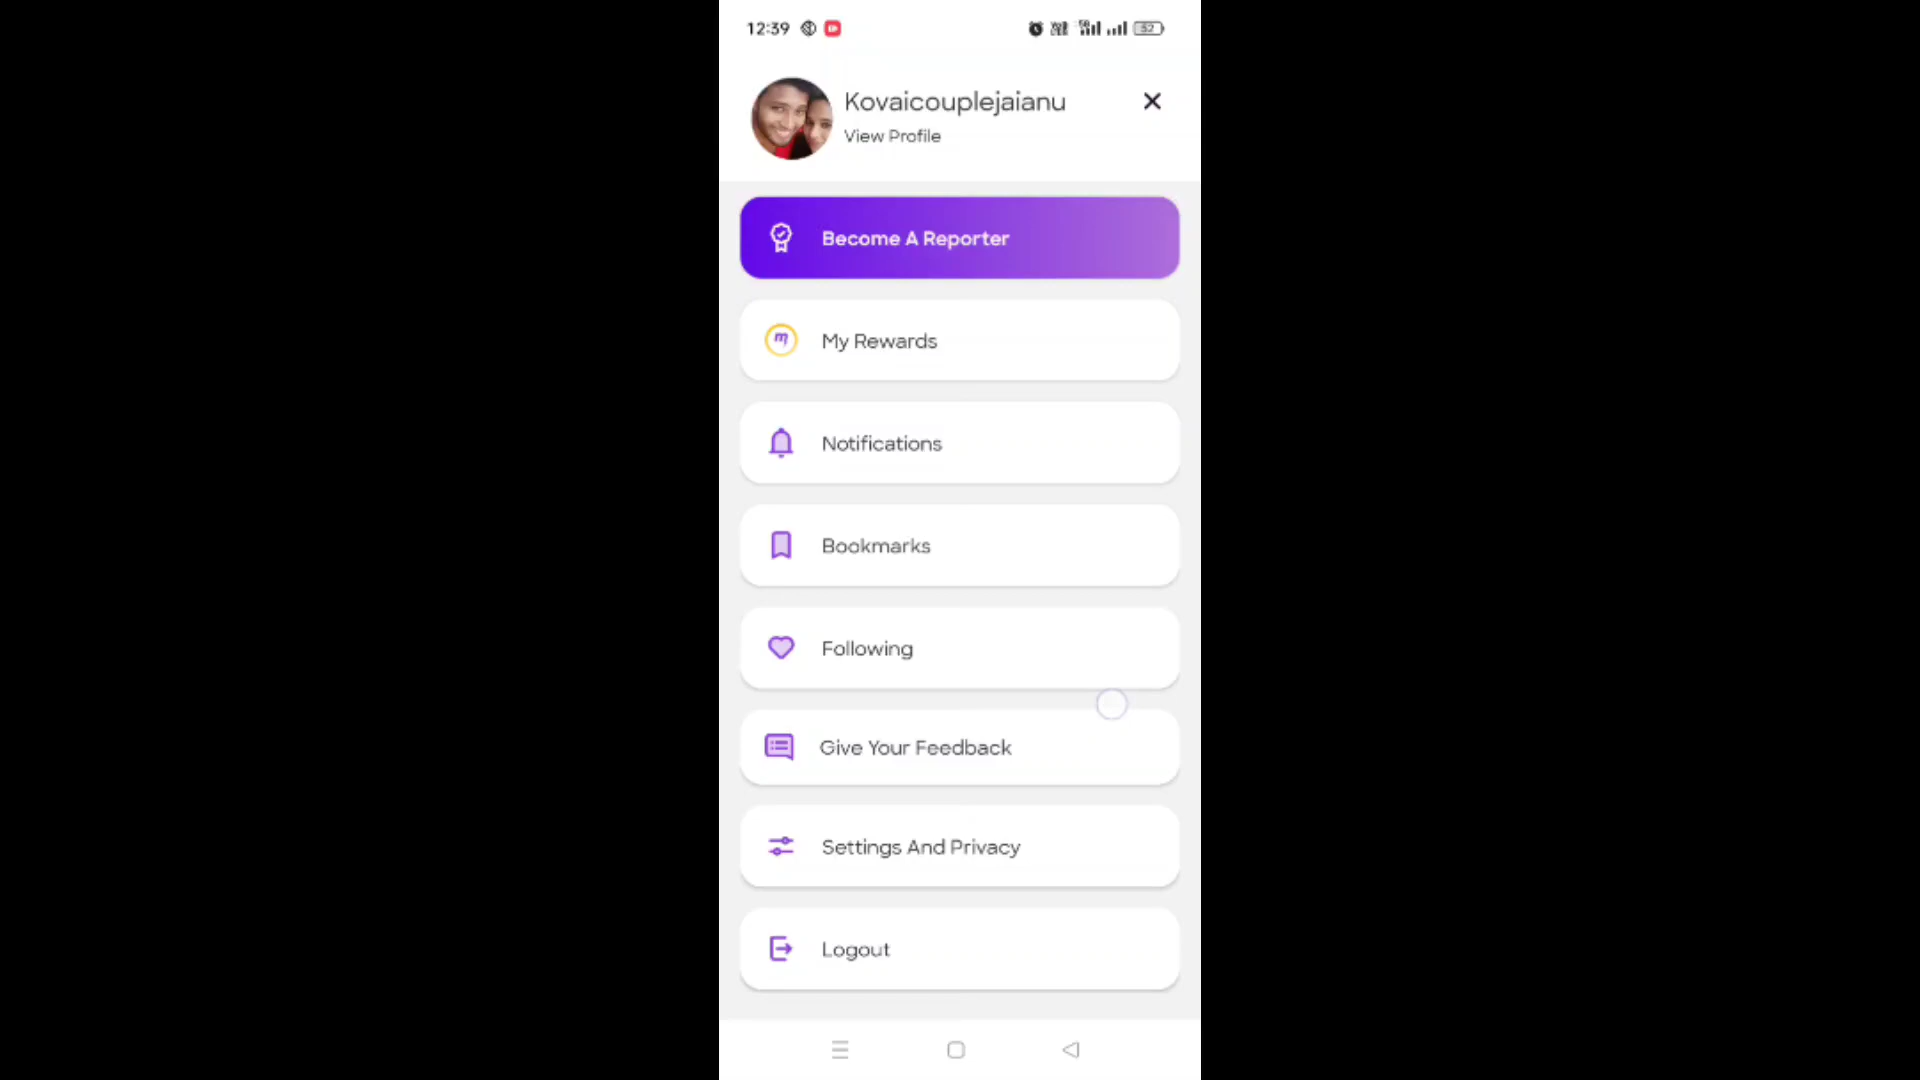 12:39
52
Kovaicouplejaianu
View Profile
Become A Reporter
My Rewards
Notifications
Bookmarks
Following
Give Your Feedback
Settings And Privacy
Logout